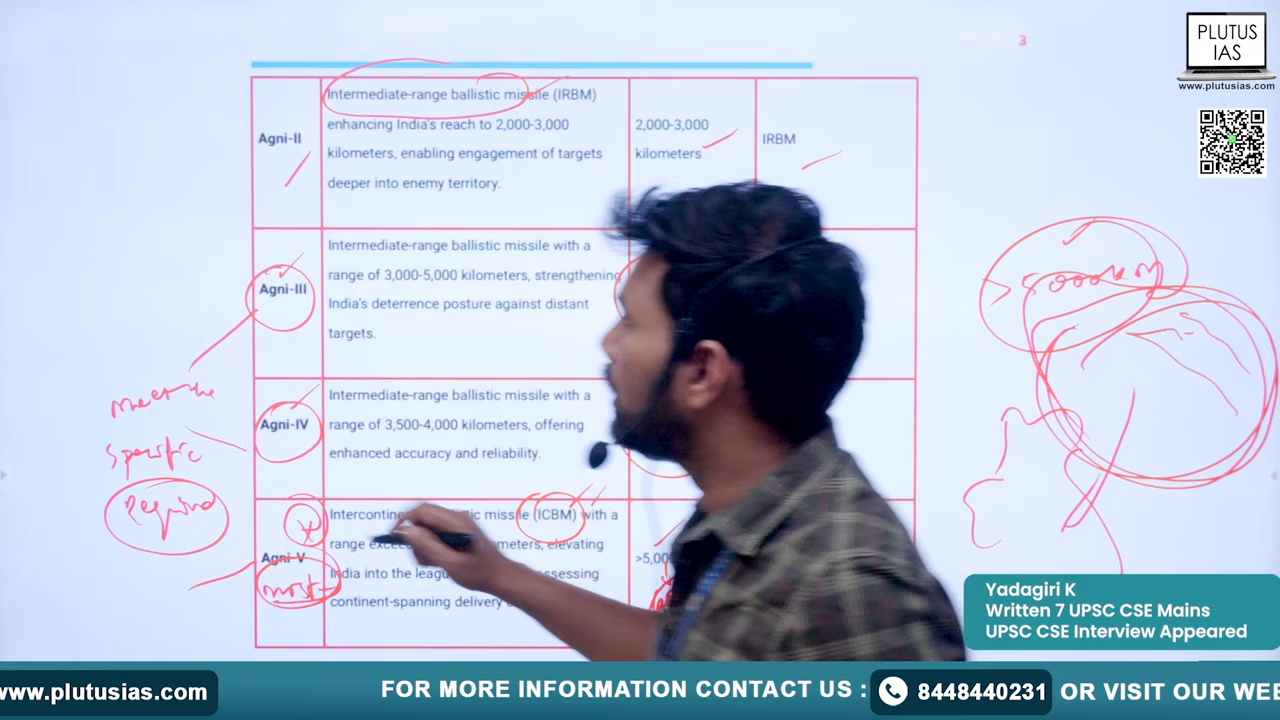 3
PLUTUS
IAS
www.plutusias.com
Agni-II
Intermediate-range ballistic missile (IRBM)
enhancing India's reach to 2,000-3,000
kilometers, enabling engagement of targets
deeper into enemy territory.
2,000-3,000
kilometers
IRBM
Agni-III
Intermediate-range ballistic missile with a
range of 3,000-5,000 kilometers, strengthening
India's deterrence posture against distant
targets.
Agni-IV
Intermediate-range ballistic missile with a
range of 3,500-4,000 kilometers, offering
enhanced accuracy and reliability.
Agni-V
missile (ICBM) with a
range
elevating
India into the
continent-spanning delivery
>5,00
meet the
specific
Required
most
Yadagiri K
Written 7 UPSC CSE Mains
UPSC CSE Interview Appeared
www.plutusias.com
FOR MORE INFORMATION CONTACT US :
8448440231
OR VISIT OUR WE